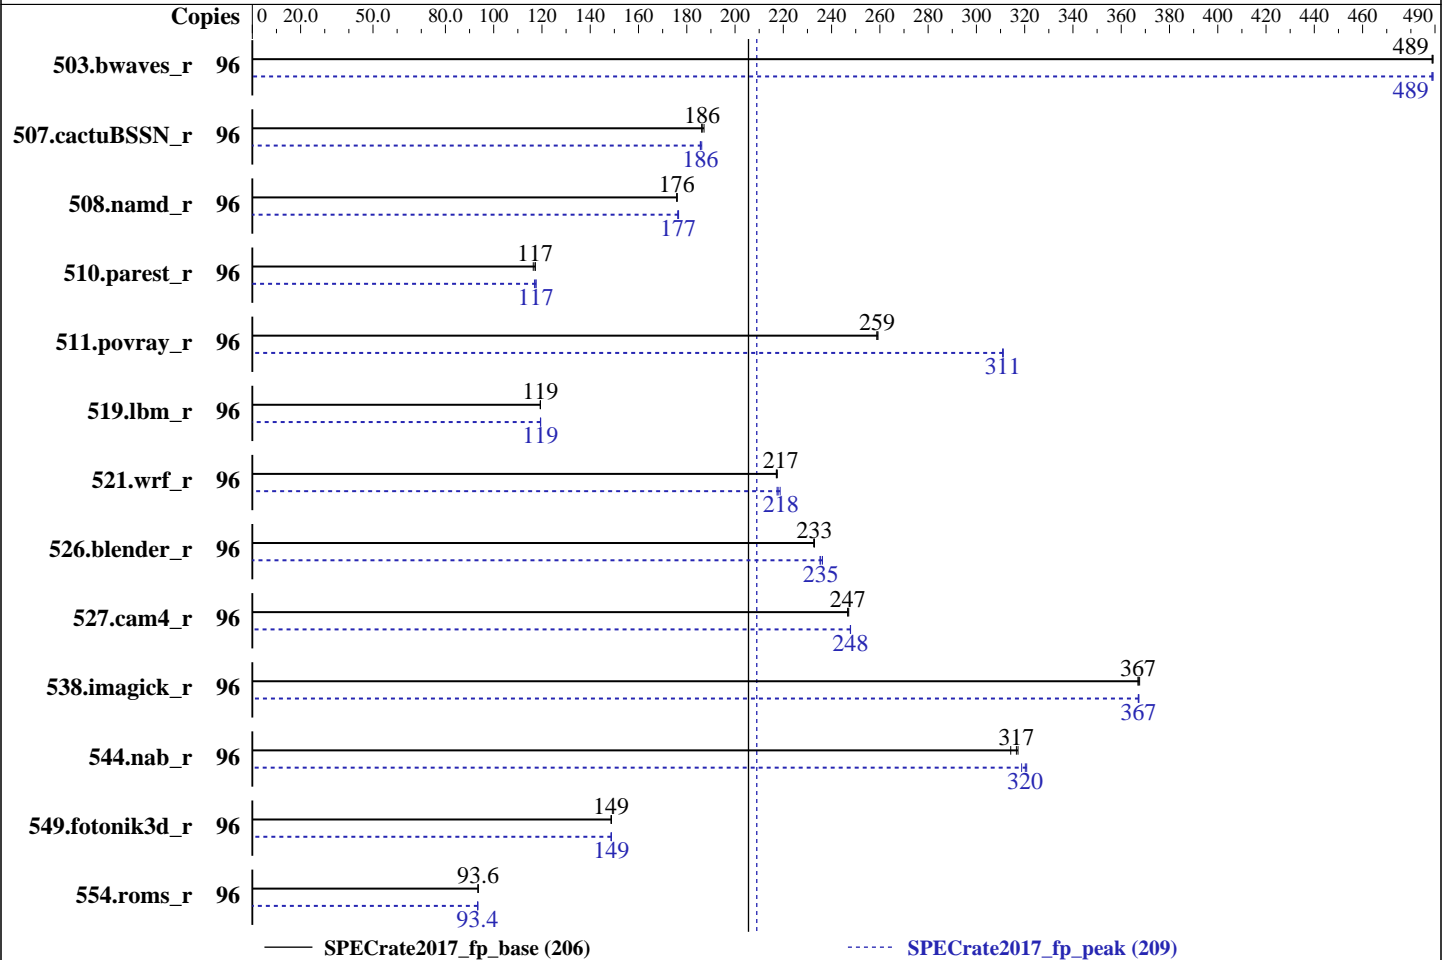 Copies 0 20.0 50.0 80.0 100 120 140 160 180 200 220 240 260 280 300 320 340 360 380 400 420 440 460 490
489
503.bwaves_r 96
489
186
507.cactuBSSN_r 96
186
176
508.namd_r 96
177
117
510.parest_r 96
117
259
511.povray_r 96
311
119
519.lbm_r 96
119
217
521.wrf_r 96
218
233
526.blender_r 96
235
247
527.cam4_r 96
248
367
538.imagick_r 96
367
317
544.nab_r 96
320
149
549.fotonik3d_r 96
149
93.6
554.roms_r 96
93.4
SPECrate2017_fp_base (206) SPECrate2017_fp_peak (209)